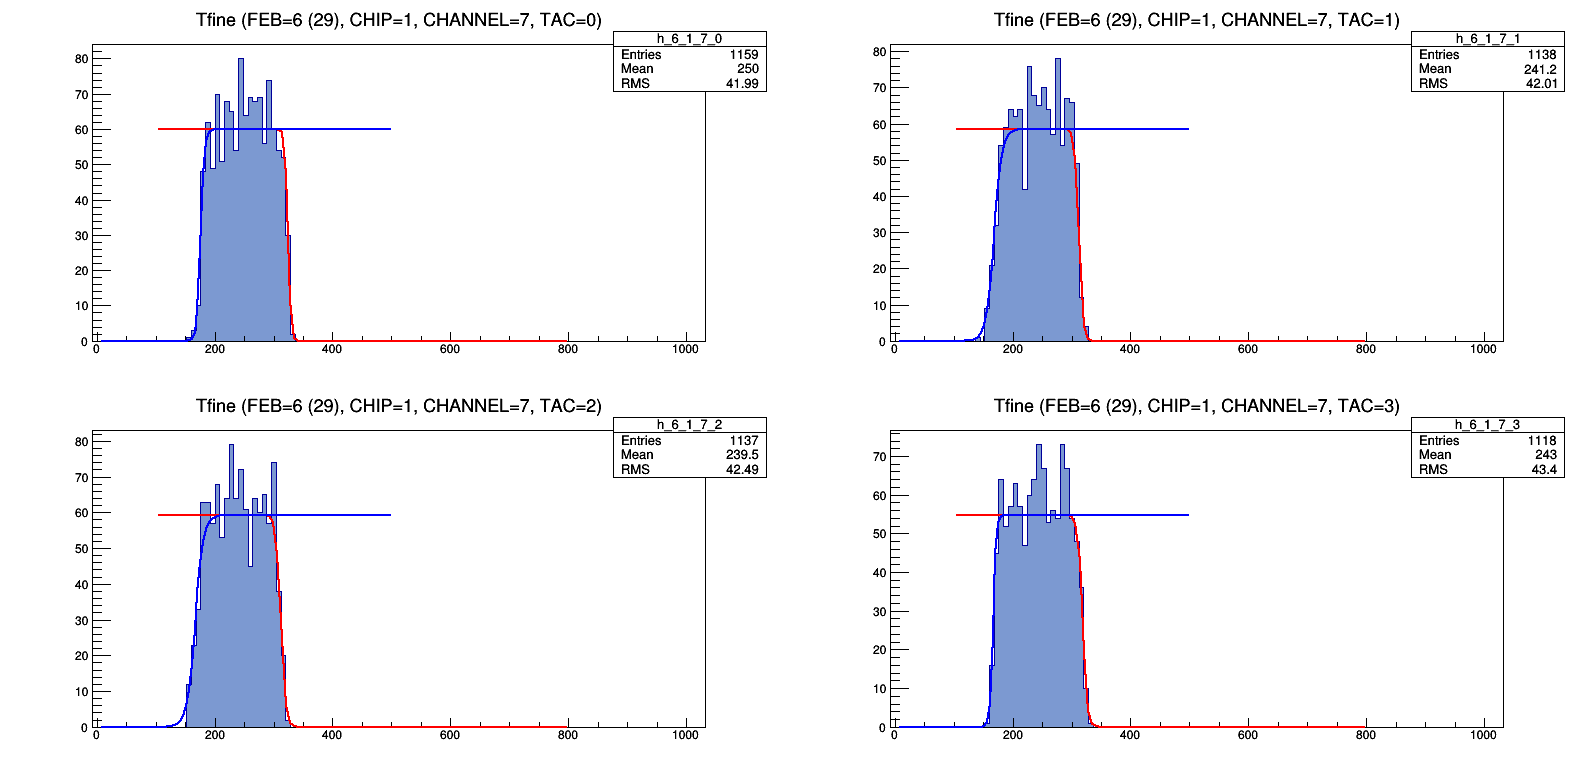 Tfine (FEB=6 (29), CHIP=1, CHANNEL=7, TAC=0)
h_6_1_7_0
Entries 1159
Mean 250
RMS 41.99
80
70
60
50
40
30
20
10
0
0 200 400 600 800 1000
Tfine (FEB=6 (29), CHIP=1, CHANNEL=7, TAC=1)
h_6_1_7_1
Entries 1138
Mean 241.2
RMS 42.01
80
70
60
50
40
30
20
10
0
0 200 400 600 800 1000
Tfine (FEB=6 (29), CHIP=1, CHANNEL=7, TAC=2)
h_6_1_7_2
Entries 1137
Mean 239.5
RMS 42.49
80
70
60
50
40
30
20
10
0
0 200 400 600 800 1000
Tfine (FEB=6 (29), CHIP=1, CHANNEL=7, TAC=3)
h_6_1_7_3
Entries 1118
Mean 243
RMS 43.4
70
60
50
40
30
20
10
0
0 200 400 600 800 1000